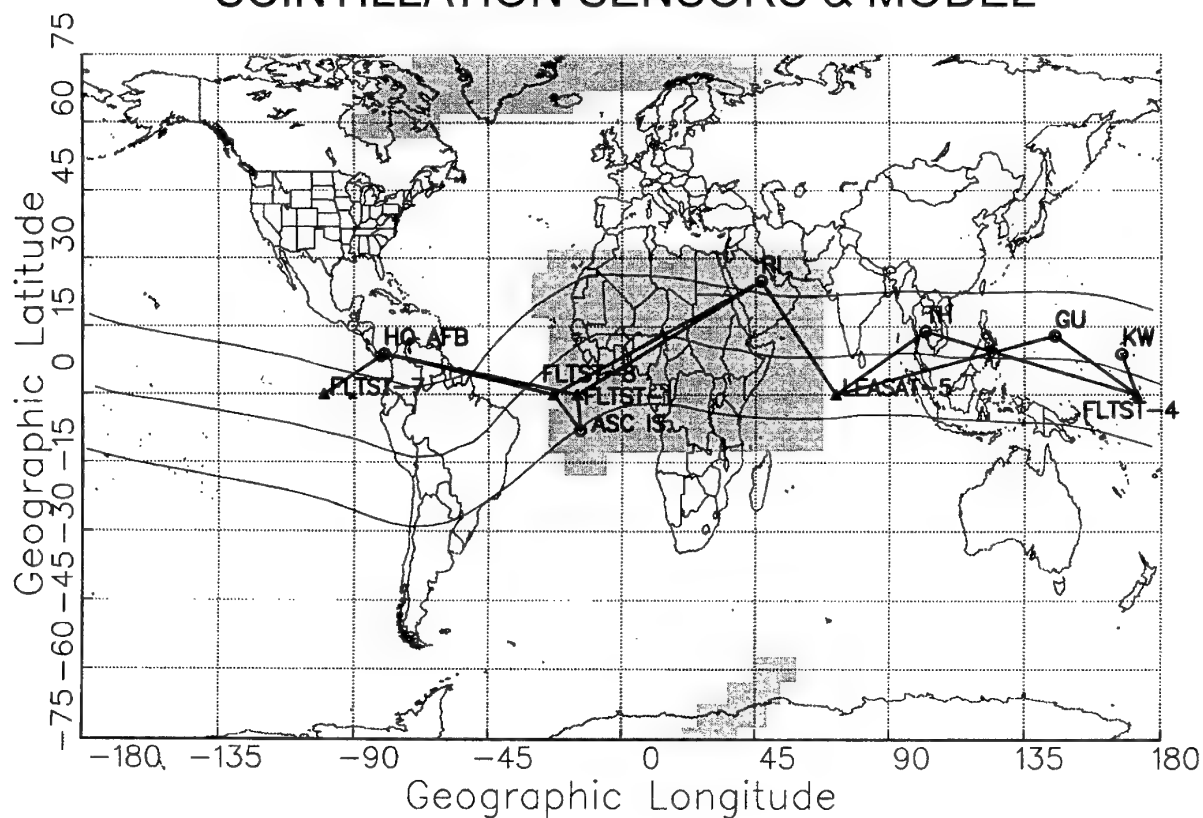 SCINTILLATION SENSORS & MODEL
75
60
45
30
15
0
−15
−30
−45
−60
−75
Geographic Latitude
RI
TH
GU
KW
HO AFB
FLTST−8
FLTST−7
FLTST−1
LEASAT−5
FLTST−4
ASC IS
−180
−135
−90
−45
0
45
90
135
180
Geographic Longitude